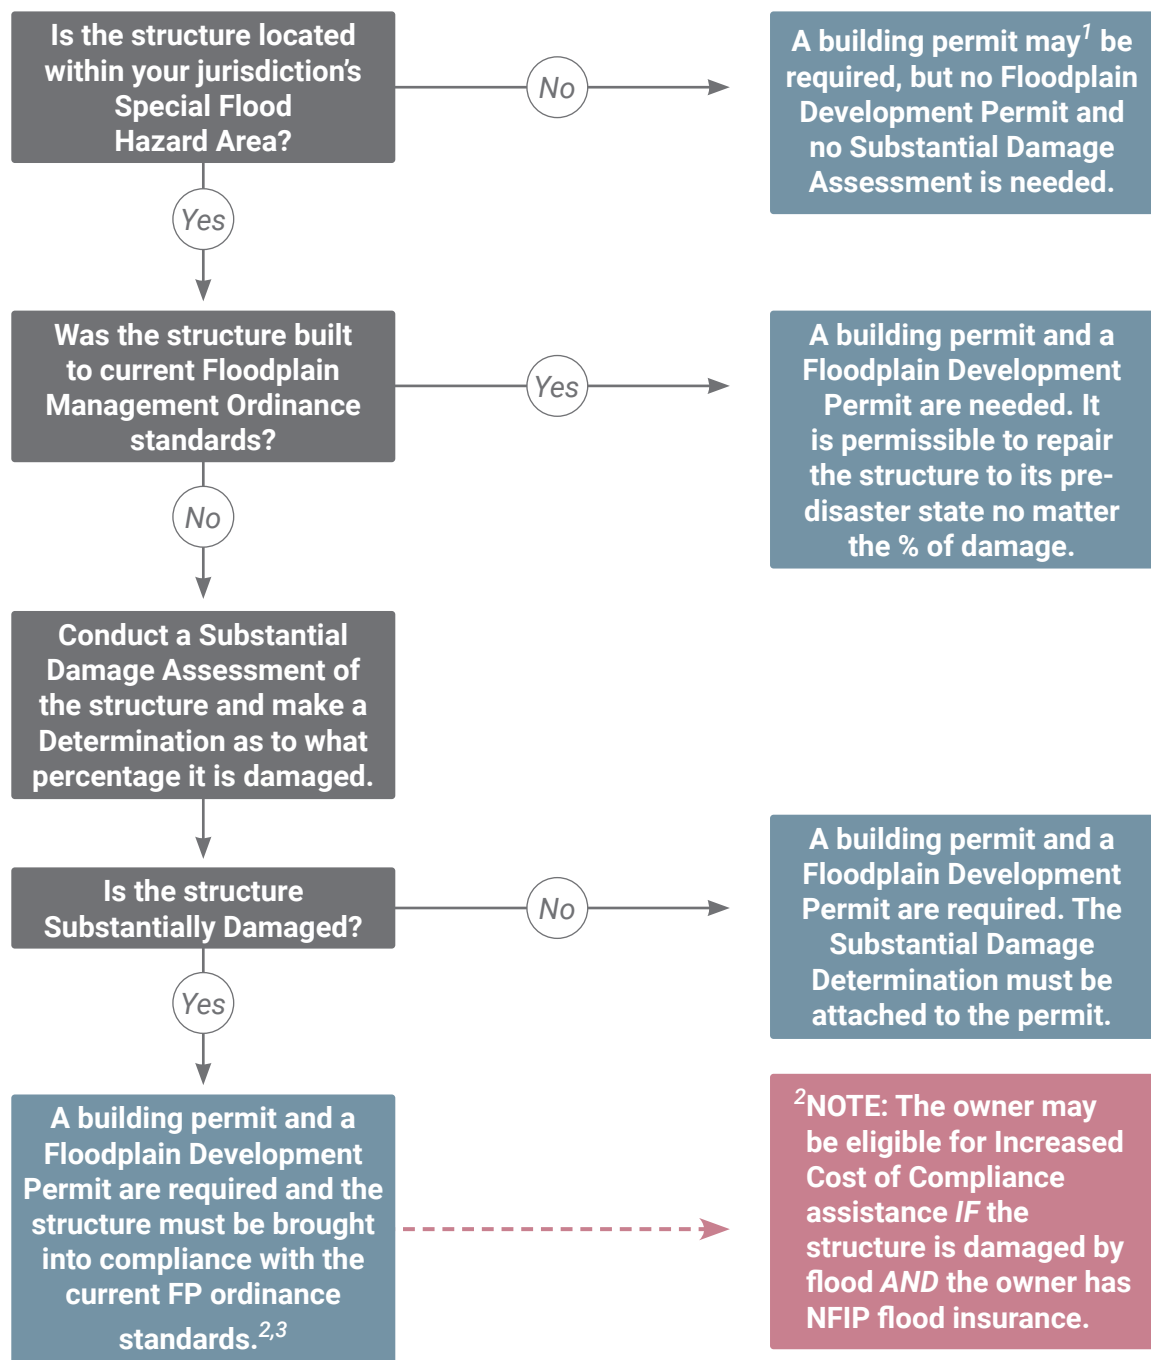 Is the structure located
within your jurisdiction’s
Special Flood
Hazard Area?
No
A building permit may1 be
required, but no Floodplain
Development Permit and
no Substantial Damage
Assessment is needed.
Yes
Was the structure built
to current Floodplain
Management Ordinance
standards?
Yes
A building permit and a
Floodplain Development
Permit are needed. It
is permissible to repair
the structure to its pre-
disaster state no matter
the % of damage.
No
Conduct a Substantial
Damage Assessment of
the structure and make a
Determination as to what
percentage it is damaged.
Is the structure
Substantially Damaged?
No
A building permit and a
Floodplain Development
Permit are required. The
Substantial Damage
Determination must be
attached to the permit.
Yes
A building permit and a
Floodplain Development
Permit are required and the
structure must be brought
into compliance with the
current FP ordinance
standards.2,3
2NOTE: The owner may
be eligible for Increased
Cost of Compliance
assistance IF the
structure is damaged by
flood AND the owner has
NFIP flood insurance.